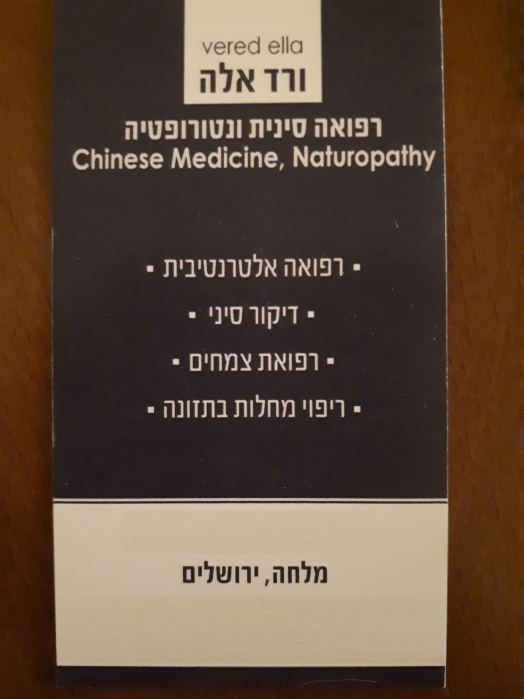 vered ella
ורד אלה
רפואה סינית ונטורופטיה
Chinese Medicine, Naturopathy
▪ רפואה אלטרנטיבית ▪
▪ דיקור סיני ▪
▪ רפואת צמחים ▪
▪ ריפוי מחלות בתזונה ▪
מלחה, ירושלים